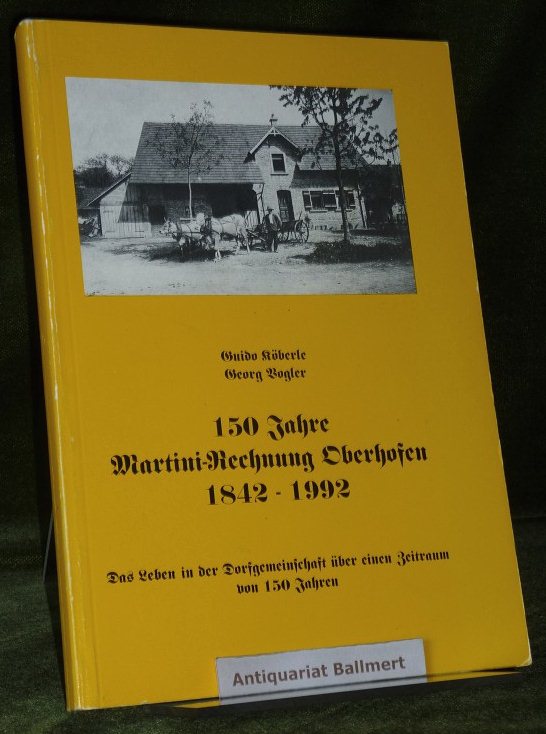 Guido Köberle
Georg Vogler
150 Jahre
Martini-Rechnung Oberhofen
1842 - 1992
Das Leben in der Dorfgemeinschaft über einen Zeitraum
von 150 Jahren
Antiquariat Ballmert